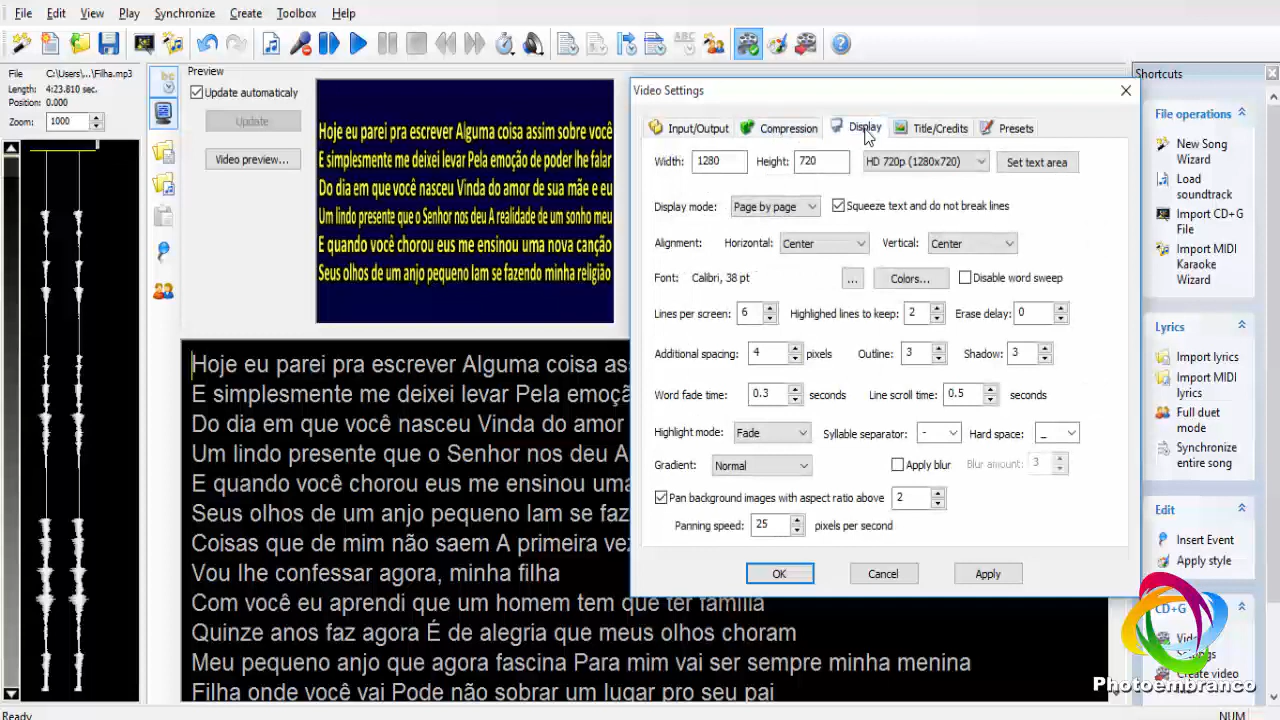 File Edit View Play Synchronize Create Toolbox Help
File C:\Users\...\Filha.mp3
Length: 4:23.810 sec.
Position: 0.000
Zoom: 1000
Preview
Update automaticaly
Update
Video preview...
Hoje eu parei pra escrever Alguma coisa assim sobre você
E simplesmente me deixei levar Pela emoção de poder lhe falar
Do dia em que você nasceu Vinda do amor de sua mãe e eu
Um lindo presente que o Senhor nos deu A realidade de um sonho meu
E quando você chorou eus me ensinou uma nova canção
Seus olhos de um anjo pequeno Iam se fazendo minha religião
Video Settings
Input/Output Compression Display Title/Credits Presets
Width: 1280 Height: 720 HD 720p (1280x720) Set text area
Display mode: Page by page Squeeze text and do not break lines
Alignment: Horizontal: Center Vertical: Center
Font: Calibri, 38 pt ... Colors... Disable word sweep
Lines per screen: 6 Highlighed lines to keep: 2 Erase delay: 0
Additional spacing: 4 pixels Outline: 3 Shadow: 3
Word fade time: 0.3 seconds Line scroll time: 0.5 seconds
Highlight mode: Fade Syllable separator: - Hard space: _
Gradient: Normal Apply blur Blur amount: 3
Pan background images with aspect ratio above 2
Panning speed: 25 pixels per second
OK Cancel Apply
Hoje eu parei pra escrever Alguma coisa as
E simplesmente me deixei levar Pela emoç
Do dia em que você nasceu Vinda do amor
Um lindo presente que o Senhor nos deu A
E quando você chorou eus me ensinou uma
Seus olhos de um anjo pequeno Iam se faz
Coisas que de mim não saem A primeira vez
Vou lhe confessar agora, minha filha
Com você eu aprendi que um homem tem que ter família
Quinze anos faz agora É de alegria que meus olhos choram
Meu pequeno anjo que agora fascina Para mim vai ser sempre minha menina
Filha onde você vai Pode não sobrar um lugar pro seu pai
Shortcuts
File operations
New Song
Wizard
Load
soundtrack
Import CD+G
File
Import MIDI
Karaoke
Wizard
Lyrics
Import lyrics
Import MIDI
lyrics
Full duet
mode
Synchronize
entire song
Edit
Insert Event
Apply style
CD+G
Create video
Photoembranco
Ready
NUM